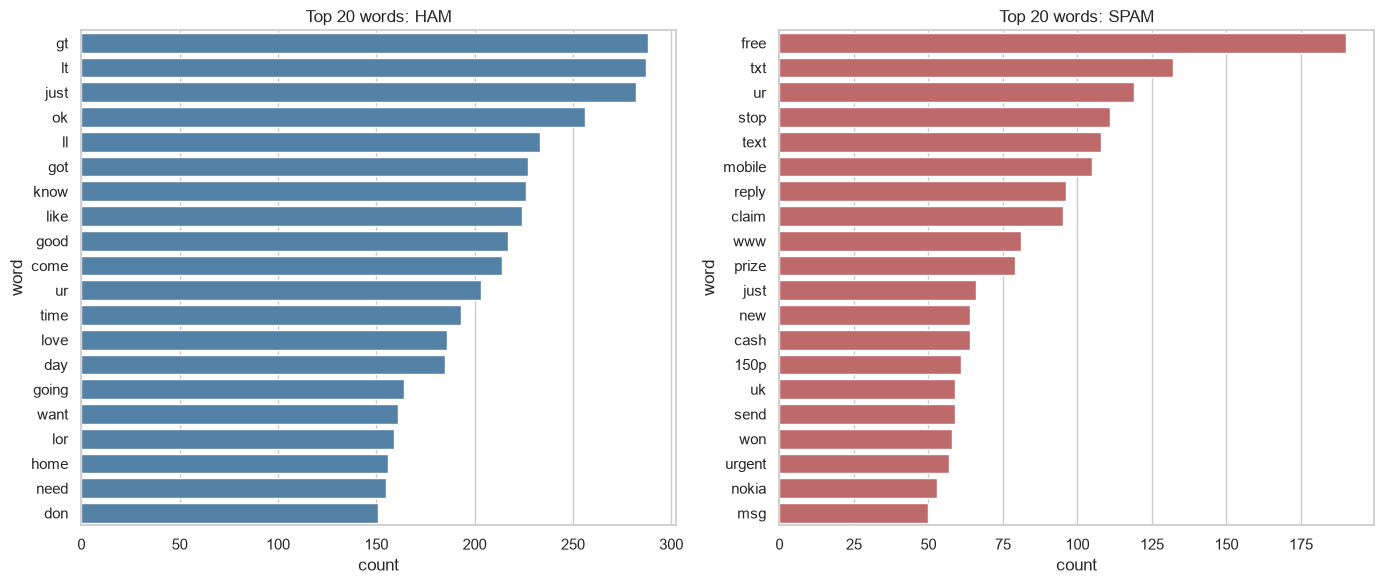 Top 20 words: HAM
word
gt
lt
just
ok
ll
got
know
like
good
come
ur
time
love
day
going
want
lor
home
need
don
0 50 100 150 200 250 300
count
Top 20 words: SPAM
word
free
txt
ur
stop
text
mobile
reply
claim
www
prize
just
new
cash
150p
uk
send
won
urgent
nokia
msg
0 25 50 75 100 125 150 175
count